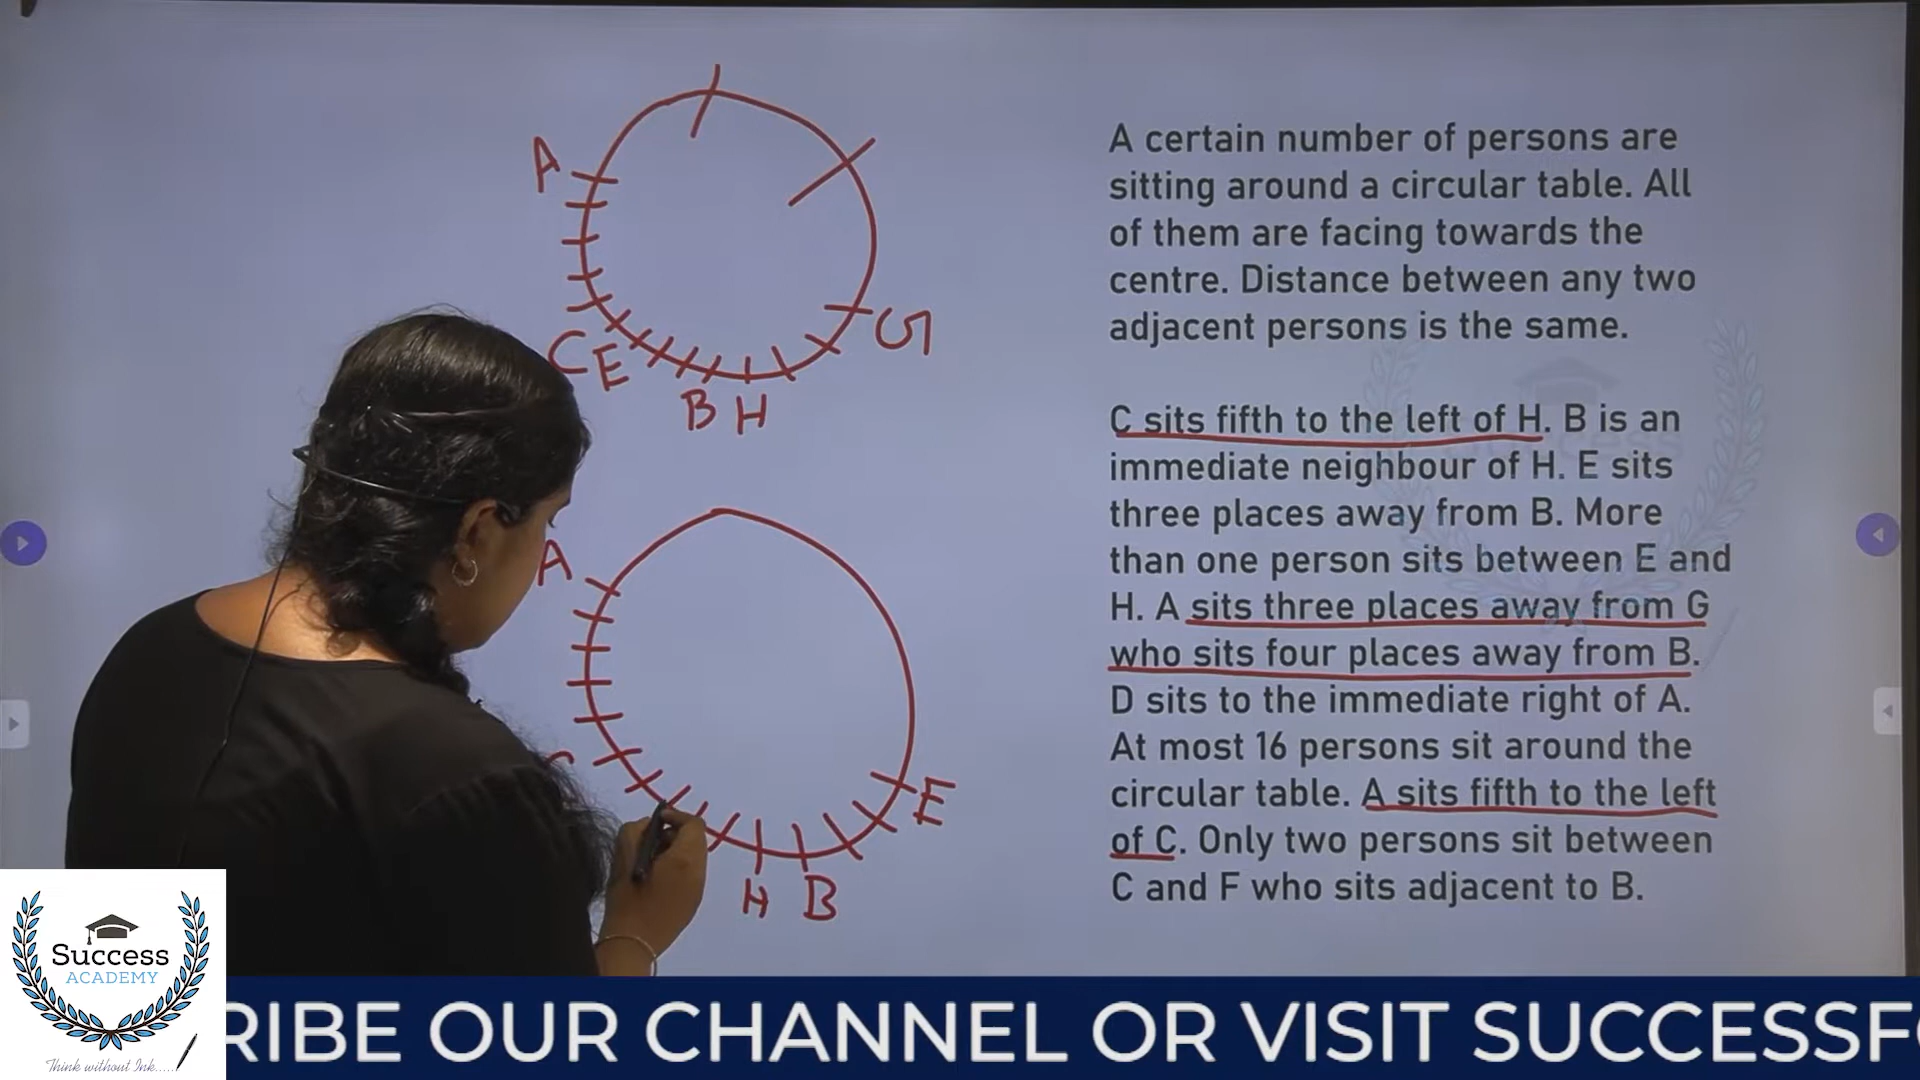 A
C E
B H
G
A
C
H B
E
A certain number of persons are
sitting around a circular table. All
of them are facing towards the
centre. Distance between any two
adjacent persons is the same.
C sits fifth to the left of H. B is an
immediate neighbour of H. E sits
three places away from B. More
than one person sits between E and
H. A sits three places away from G
who sits four places away from B.
D sits to the immediate right of A.
At most 16 persons sit around the
circular table. A sits fifth to the left
of C. Only two persons sit between
C and F who sits adjacent to B.
Success
ACADEMY
Think without Ink.....
RIBE OUR CHANNEL OR VISIT SUCCESSF